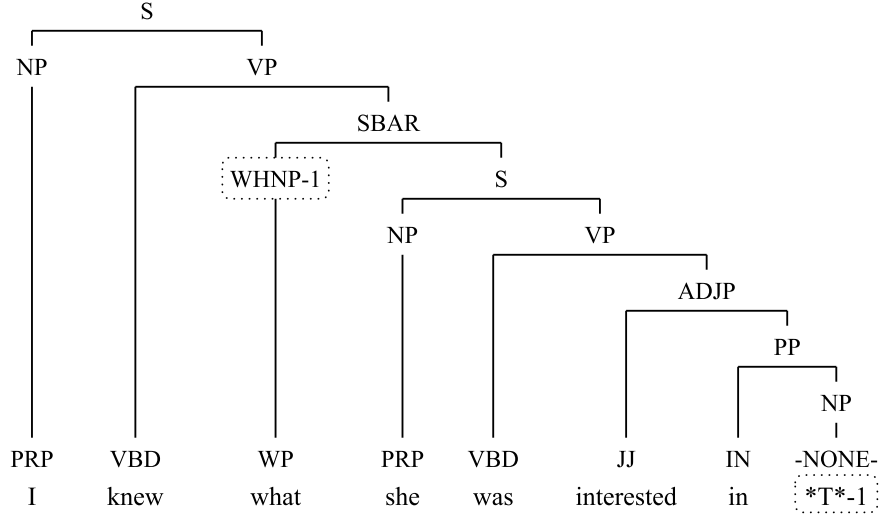 S
NP VP
SBAR
WHNP-1 S
NP VP
ADJP
PP
NP
PRP VBD WP PRP VBD JJ IN -NONE-
I knew what she was interested in *T*-1